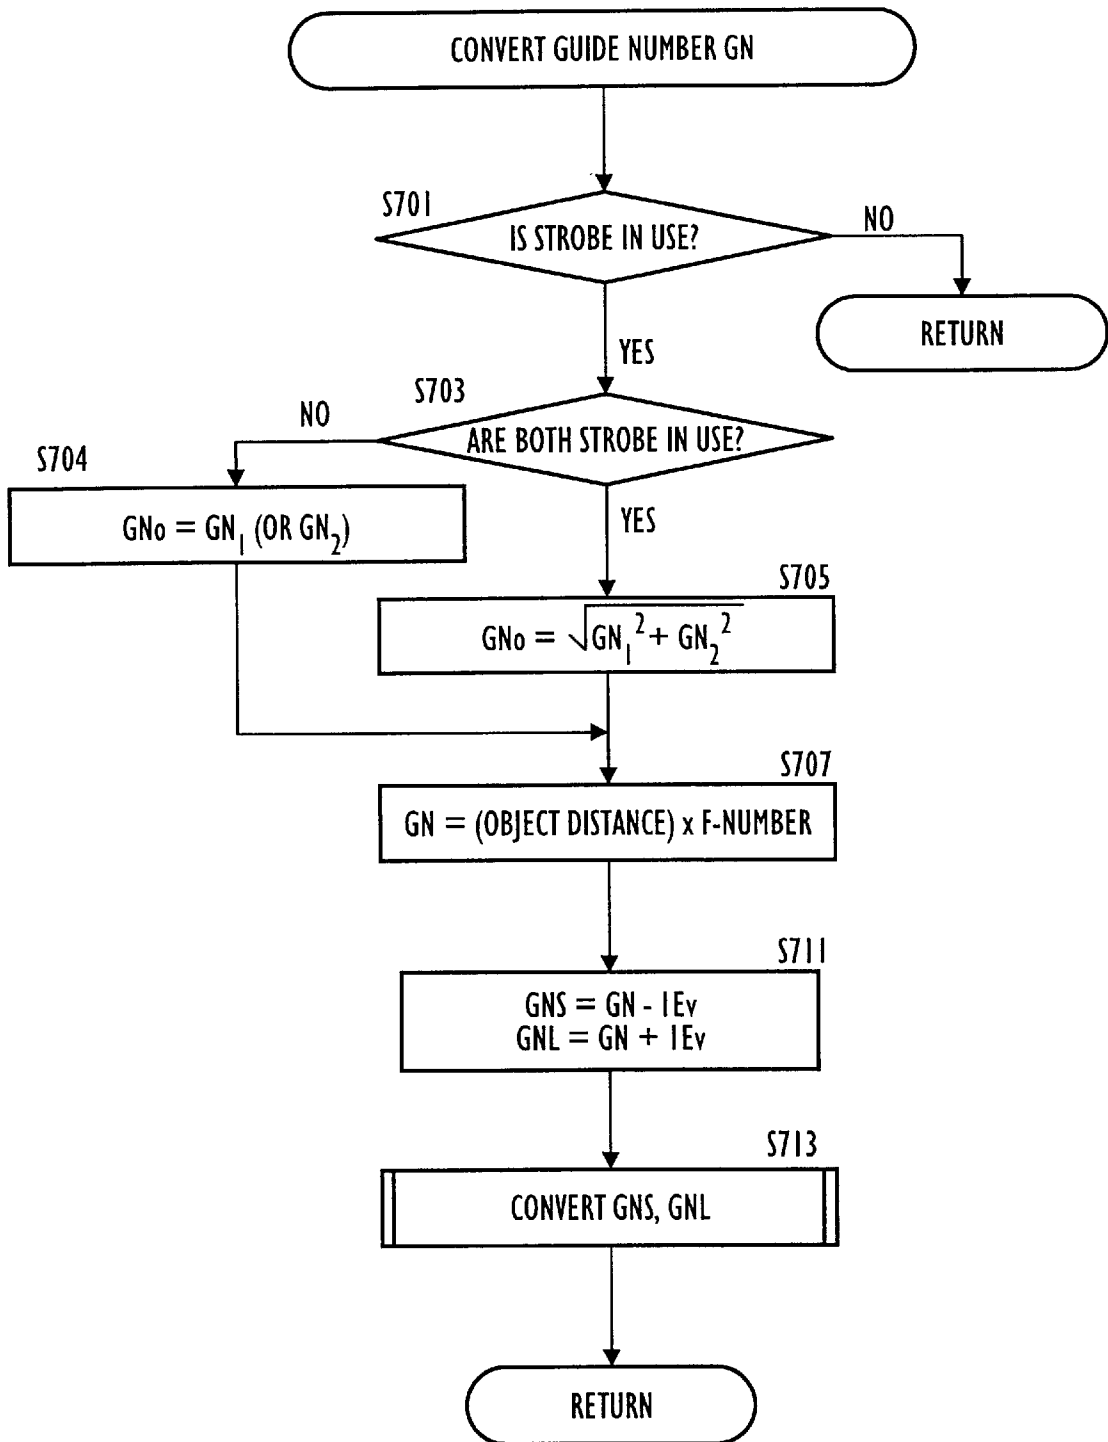 CONVERT GUIDE NUMBER GN
S701
IS STROBE IN USE?
NO
RETURN
YES
S703
NO
ARE BOTH STROBE IN USE?
S704
GNo = GN₁ (OR GN₂)
YES
S705
GNo = √(GN₁² + GN₂²)
S707
GN = (OBJECT DISTANCE) x F-NUMBER
S711
GNS = GN - 1Ev
GNL = GN + 1Ev
S713
CONVERT GNS, GNL
RETURN